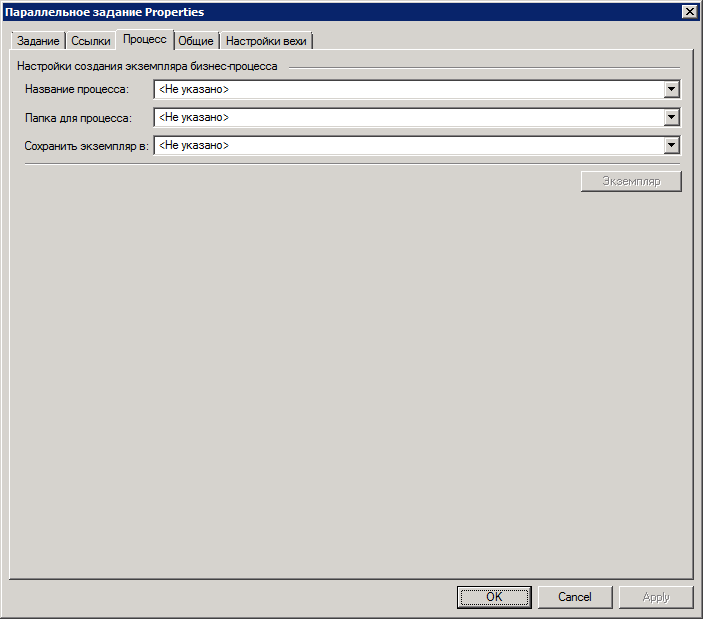 Параллельное задание Properties
Задание Ссылки Процесс Общие Настройки вехи
Настройки создания экземпляра бизнес-процесса
Название процесса: <Не указано>
Папка для процесса: <Не указано>
Сохранить экземпляр в: <Не указано>
Экземпляр
OK Cancel Apply